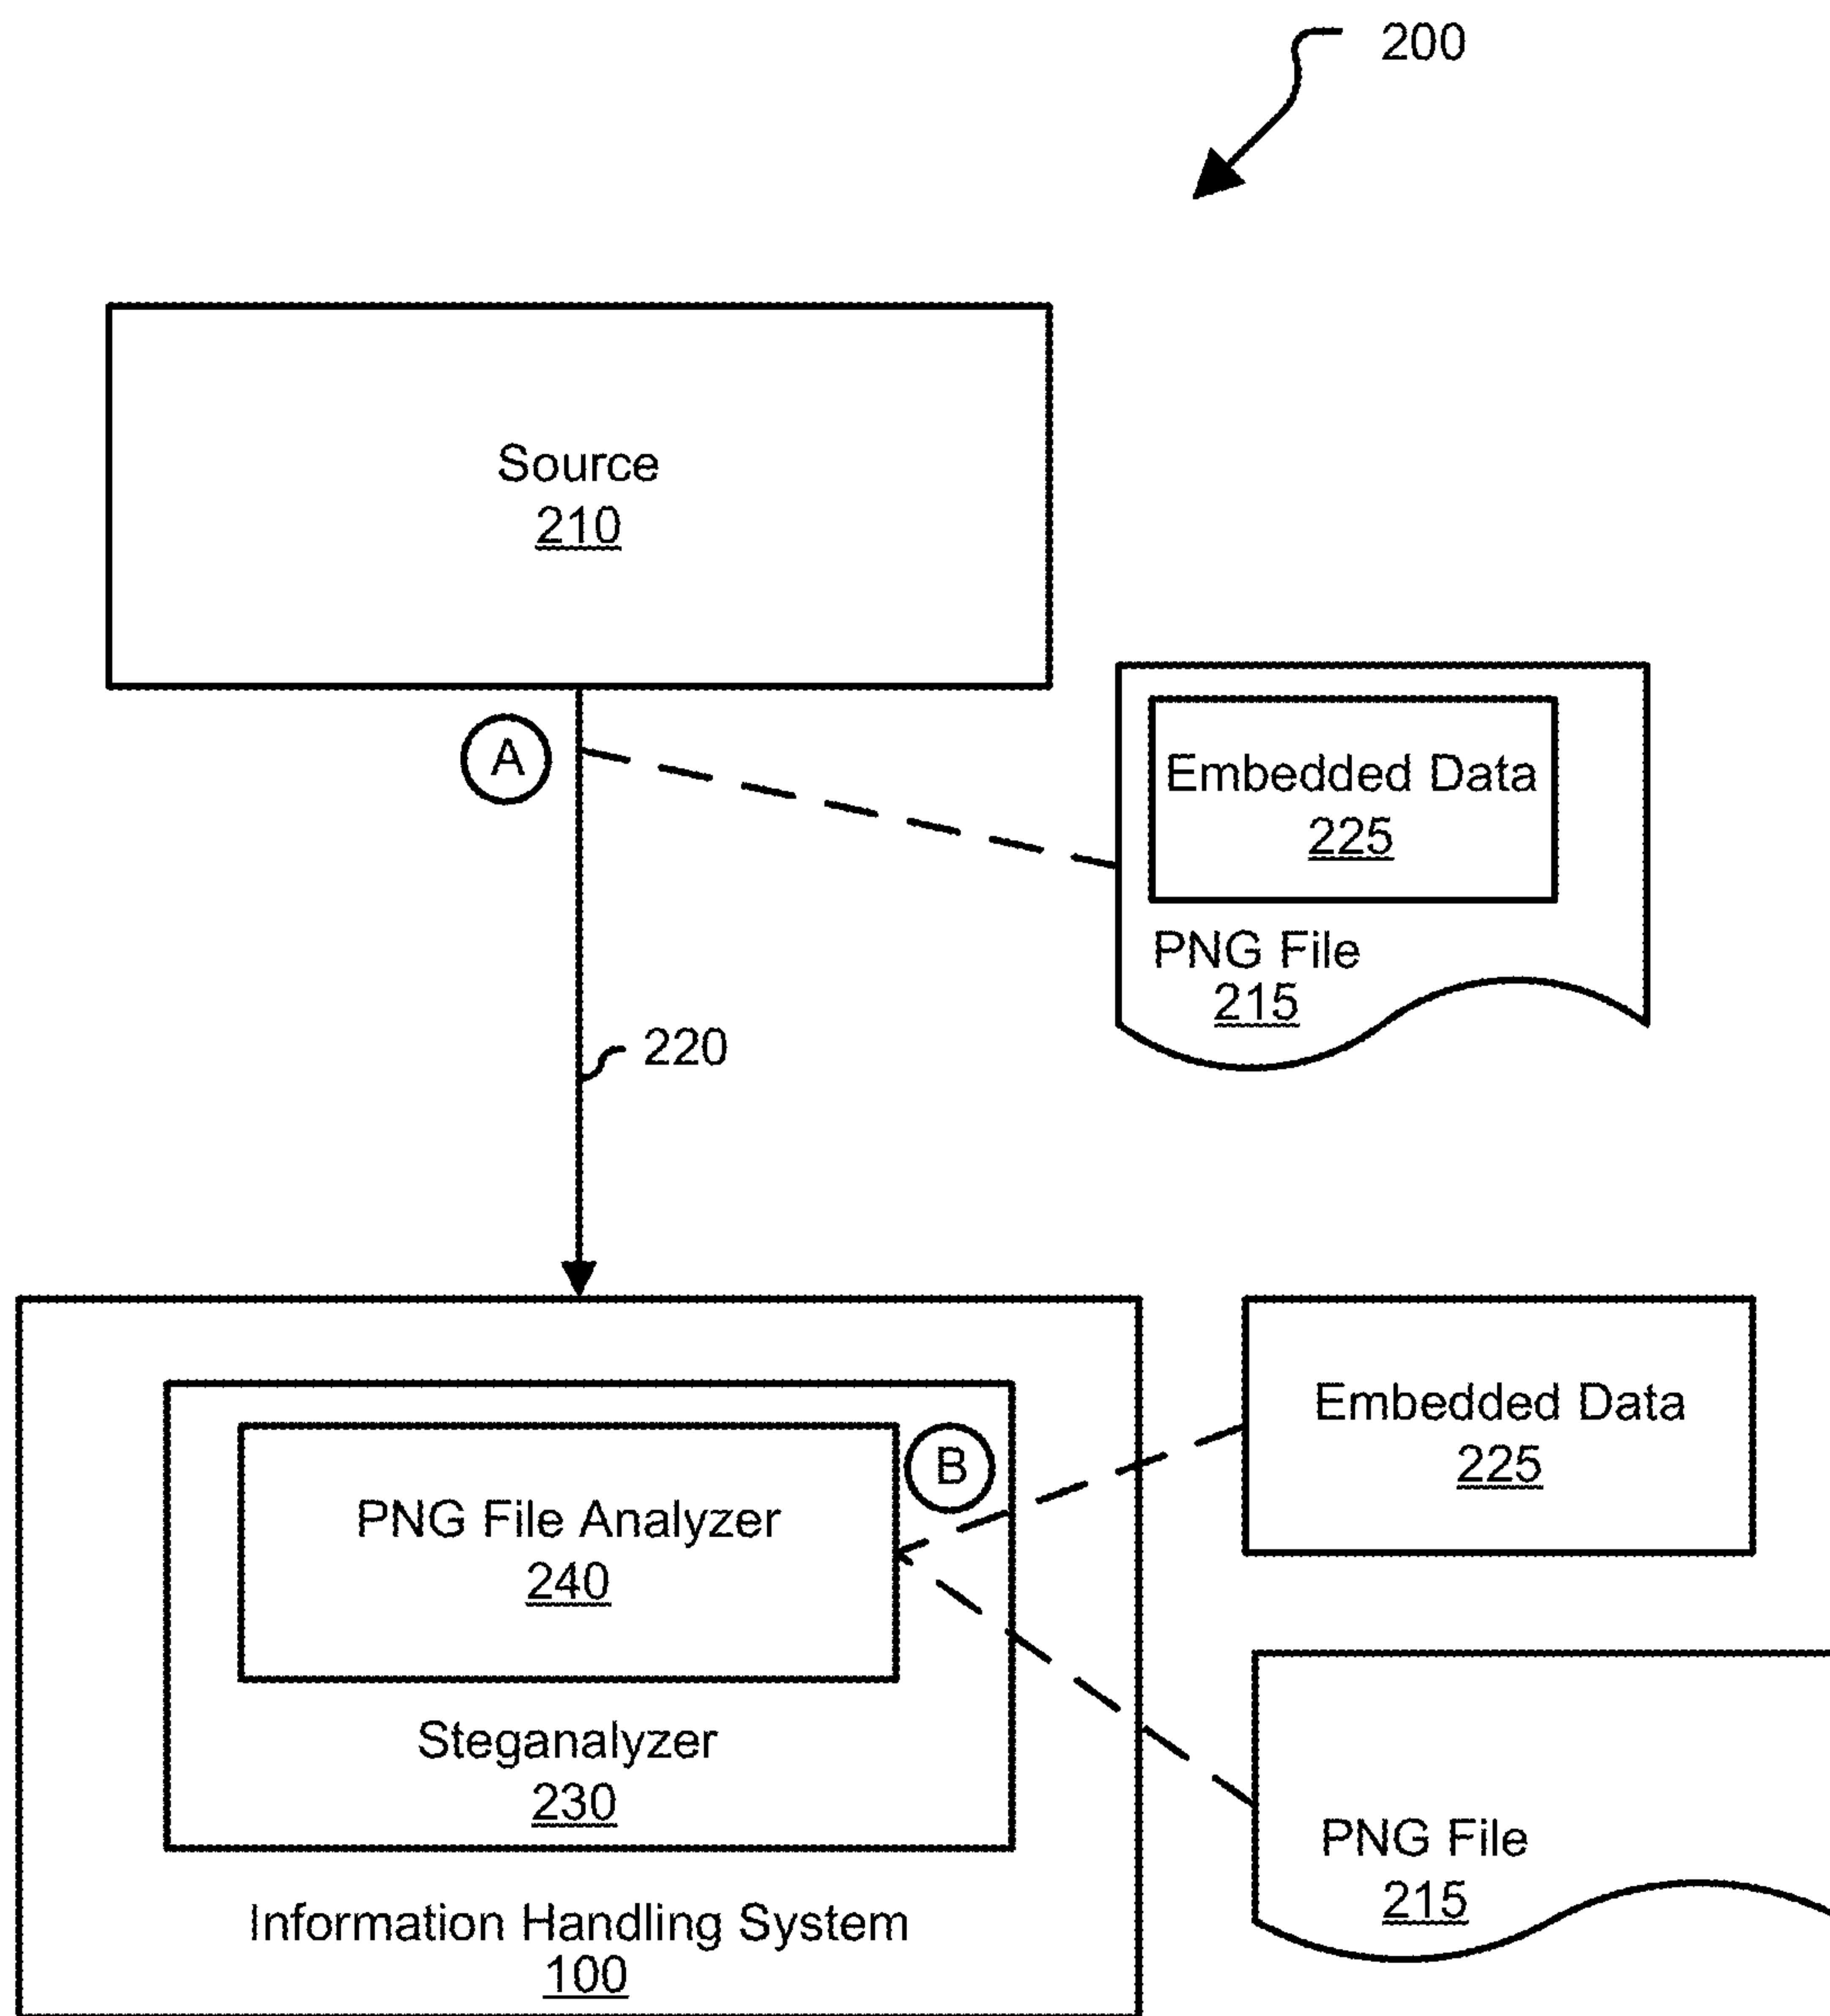 200
Source
210
A
Embedded Data
225
PNG File
215
220
B
PNG File Analyzer
240
Steganalyzer
230
Information Handling System
100
Embedded Data
225
PNG File
215